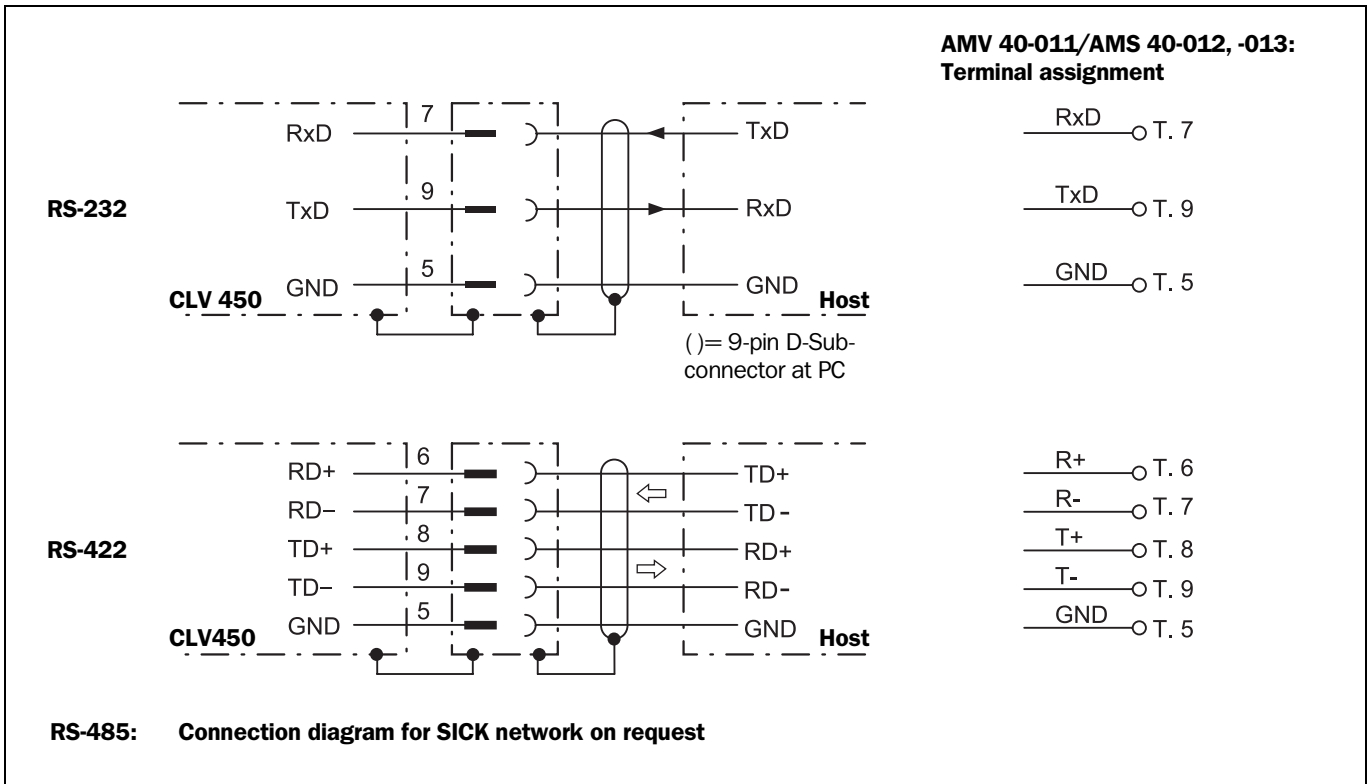 AMV 40-011/AMS 40-012, -013:
Terminal assignment
RS-232
RxD 7 TxD
TxD 9 RxD
GND 5 GND
CLV 450
Host
( )= 9-pin D-Sub-
connector at PC
RxD T. 7
TxD T. 9
GND T. 5
RS-422
RD+ 6 TD+
RD– 7 TD-
TD+ 8 RD+
TD– 9 RD-
GND 5 GND
CLV450
Host
R+ T. 6
R- T. 7
T+ T. 8
T- T. 9
GND T. 5
RS-485: Connection diagram for SICK network on request